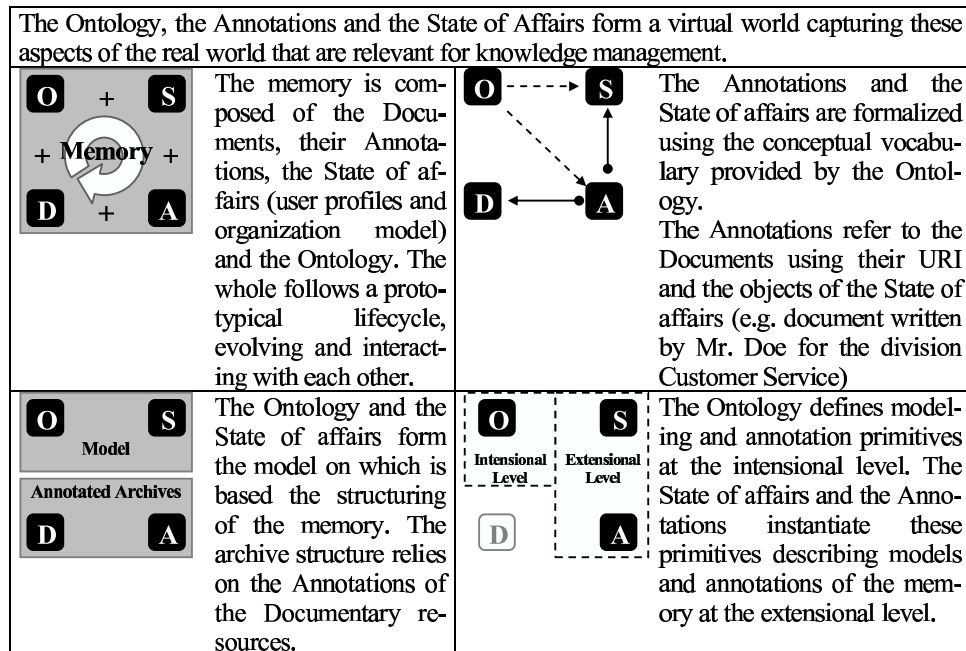 The Ontology, the Annotations and the State of Affairs form a virtual world capturing these
aspects of the real world that are relevant for knowledge management.
O + S
+ Memory +
D + A
The memory is com-
posed of the Docu-
ments, their Annota-
tions, the State of af-
fairs (user profiles and
organization model)
and the Ontology. The
whole follows a proto-
typical lifecycle,
evolving and interact-
ing with each other.
O S
D A
The Annotations and the
State of affairs are formalized
using the conceptual vocabu-
lary provided by the Ontol-
ogy.
The Annotations refer to the
Documents using their URI
and the objects of the State of
affairs (e.g. document written
by Mr. Doe for the division
Customer Service)
O S
Model
Annotated Archives
D A
The Ontology and the
State of affairs form
the model on which is
based the structuring
of the memory. The
archive structure relies
on the Annotations of
the Documentary re-
sources.
O S
Intensional Extensional
Level Level
D A
The Ontology defines model-
ing and annotation primitives
at the intensional level. The
State of affairs and the Anno-
tations instantiate these
primitives describing models
and annotations of the mem-
ory at the extensional level.